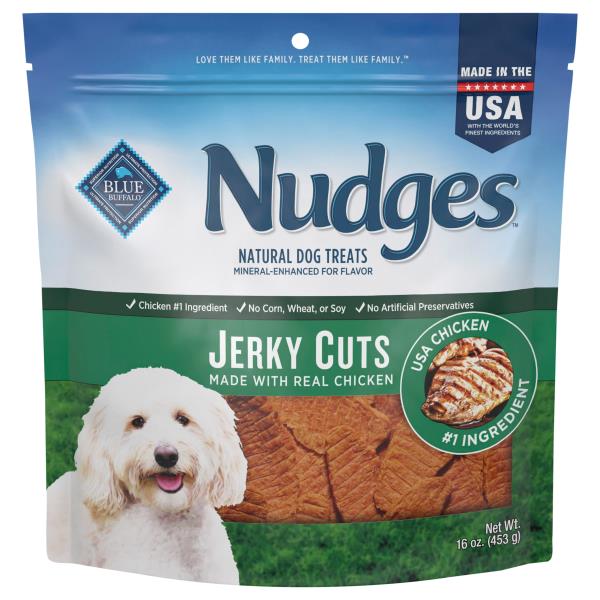 LOVE THEM LIKE FAMILY. TREAT THEM LIKE FAMILY.™
MADE IN THE
USA
WITH THE WORLD'S
FINEST INGREDIENTS
BLUE
BUFFALO
Nudges™
NATURAL DOG TREATS
MINERAL-ENHANCED FOR FLAVOR
✓ Chicken #1 Ingredient ✓ No Corn, Wheat, or Soy ✓ No Artificial Preservatives
JERKY CUTS
MADE WITH REAL CHICKEN
USA CHICKEN
#1 INGREDIENT
Net Wt.
16 oz. (453 g)